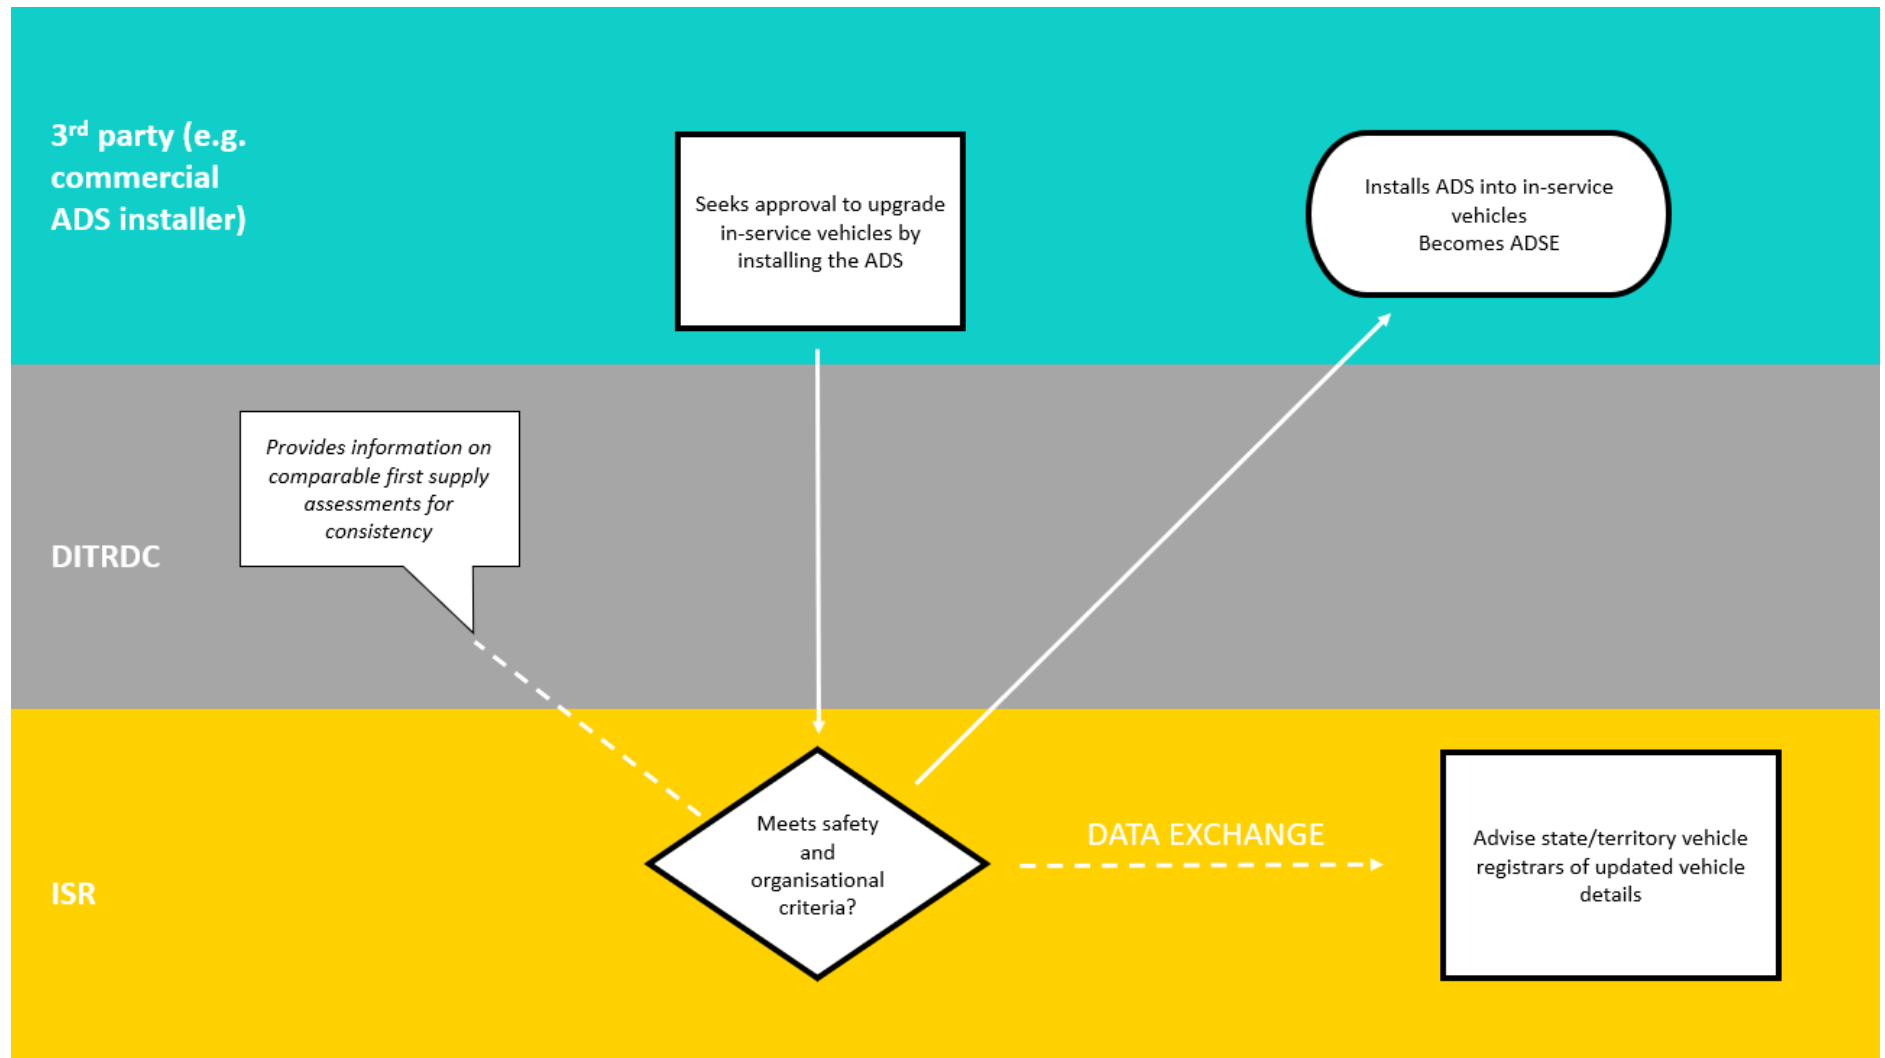 3rd party (e.g.
commercial
ADS installer)
Seeks approval to upgrade
in-service vehicles by
installing the ADS
Installs ADS into in-service
vehicles
Becomes ADSE
DITRDC
Provides information on
comparable first supply
assessments for
consistency
ISR
Meets safety
and
organisational
criteria?
DATA EXCHANGE
Advise state/territory vehicle
registrars of updated vehicle
details